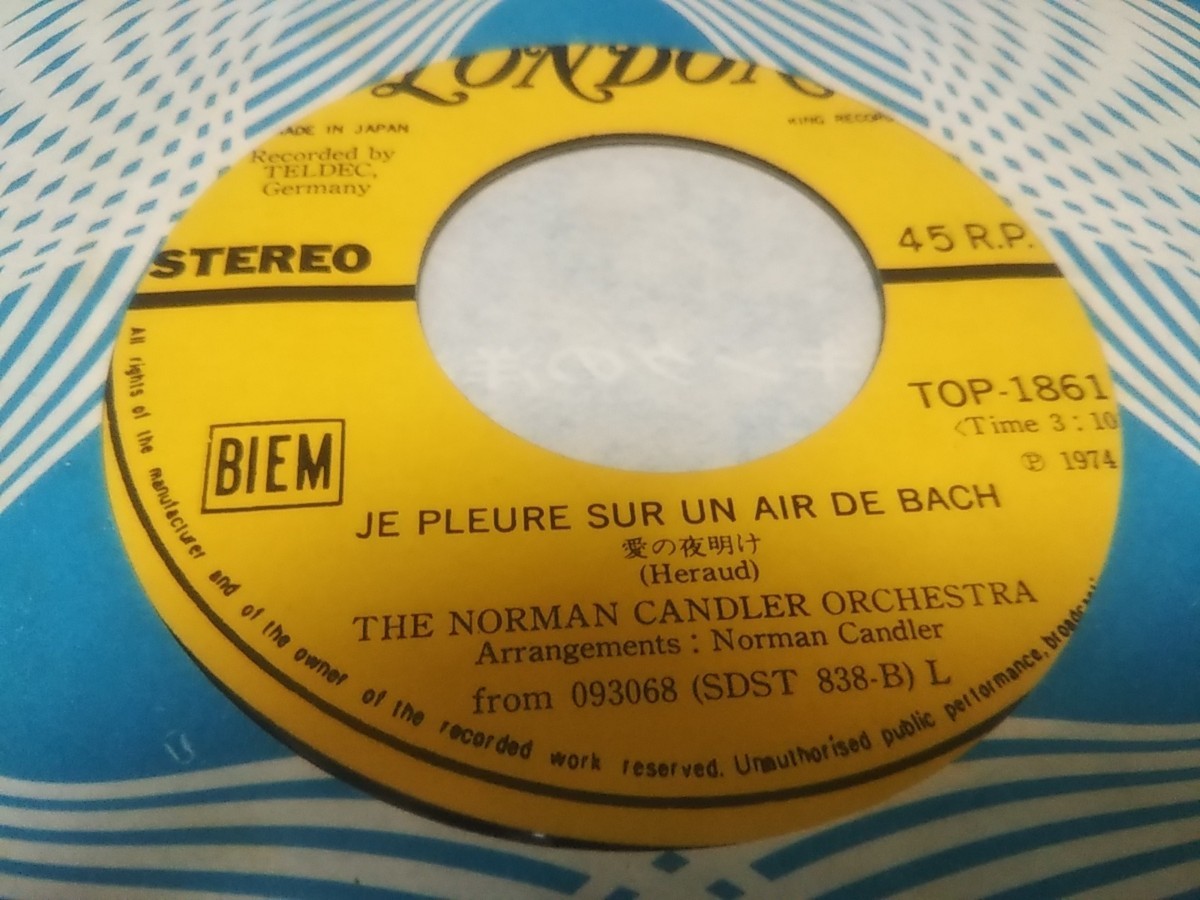 LONDON
MADE IN JAPAN
KING RECORDS
Recorded by
TELDEC,
Germany
STEREO
45 R.P.
TOP-1861
<Time 3:10
Ⓟ 1974
BIEM
JE PLEURE SUR UN AIR DE BACH
愛の夜明け
(Heraud)
THE NORMAN CANDLER ORCHESTRA
Arrangements : Norman Candler
from 093068 (SDST 838-B) L
All rights of the manufacturer and of the owner of the recorded work reserved. Unauthorised public performance, broadcas